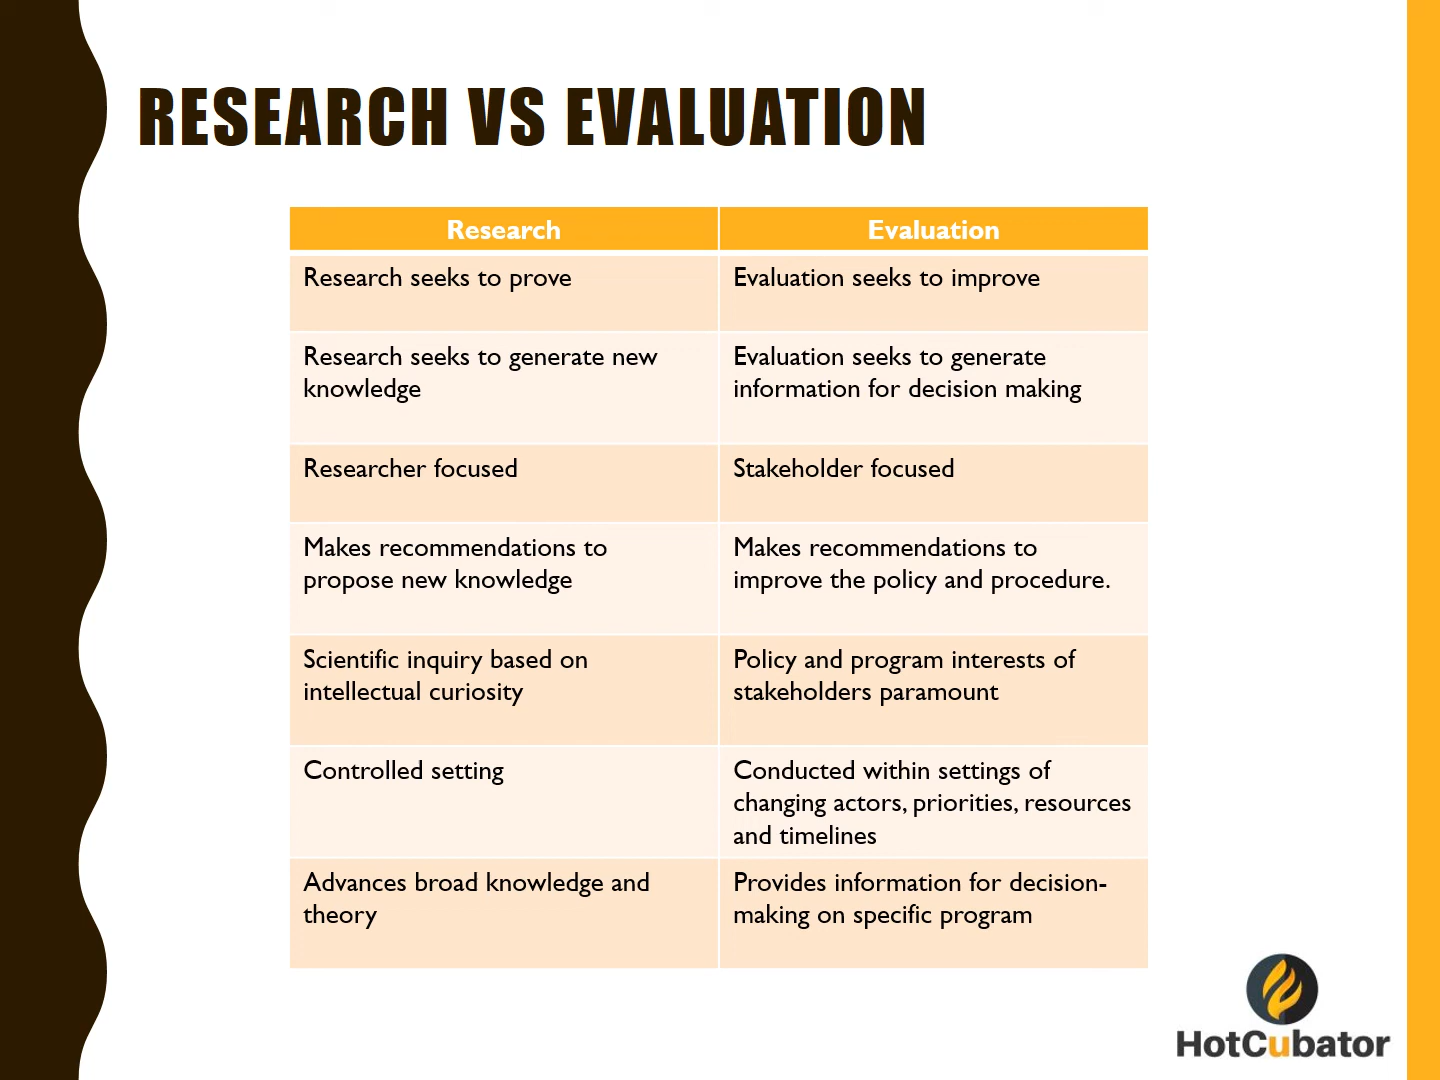 RESEARCH VS EVALUATION
Research
Evaluation
Research seeks to prove
Evaluation seeks to improve
Research seeks to generate new
knowledge
Evaluation seeks to generate
information for decision making
Researcher focused
Stakeholder focused
Makes recommendations to
propose new knowledge
Makes recommendations to
improve the policy and procedure.
Scientific inquiry based on
intellectual curiosity
Policy and program interests of
stakeholders paramount
Controlled setting
Conducted within settings of
changing actors, priorities, resources
and timelines
Advances broad knowledge and
theory
Provides information for decision-
making on specific program
HotCubator